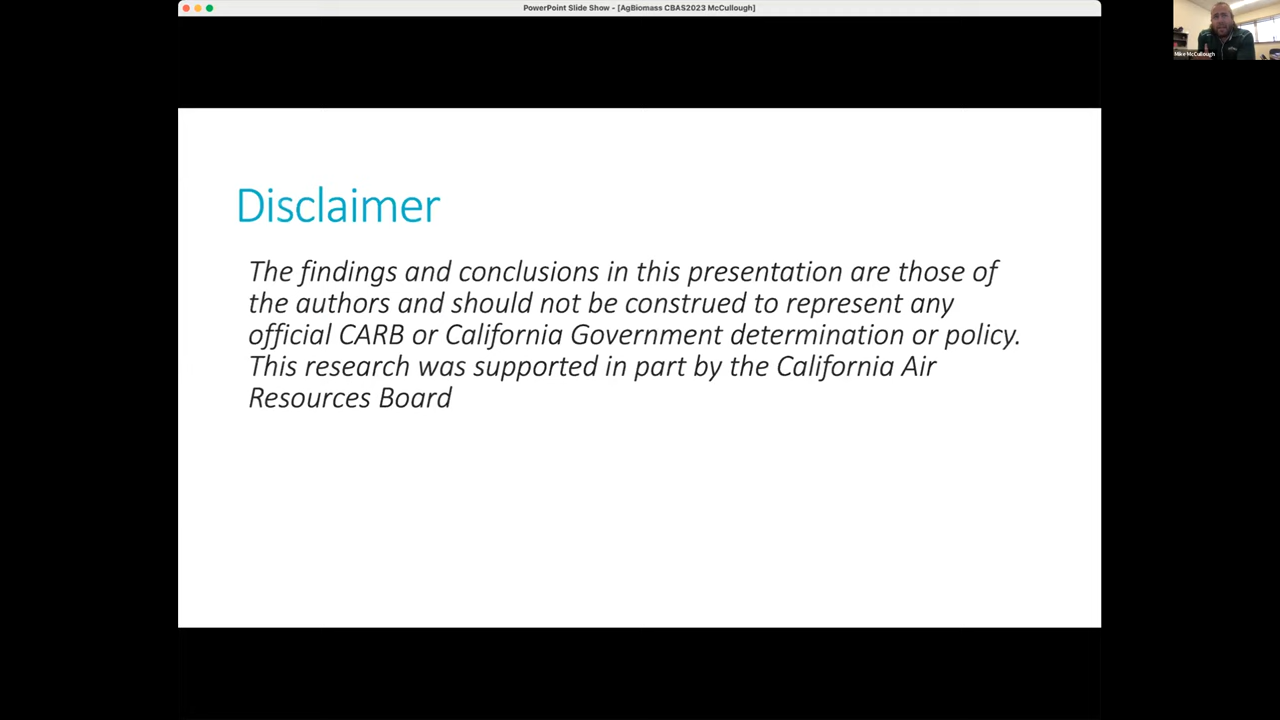 PowerPoint Slide Show - [AgBiomass CBAS2023 McCullough]
Mike McCullough
Disclaimer
The findings and conclusions in this presentation are those of
the authors and should not be construed to represent any
official CARB or California Government determination or policy.
This research was supported in part by the California Air
Resources Board